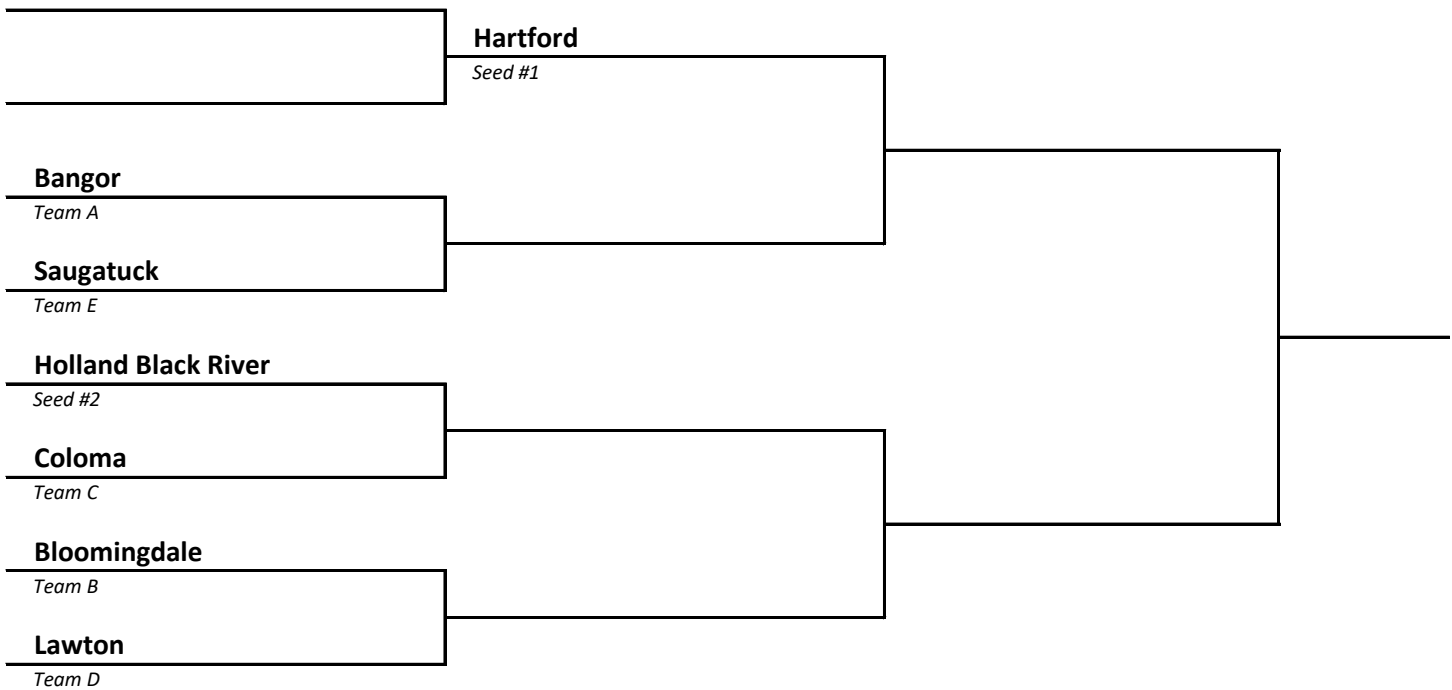 Hartford
Seed #1
Bangor
Team A
Saugatuck
Team E
Holland Black River
Seed #2
Coloma
Team C
Bloomingdale
Team B
Lawton
Team D